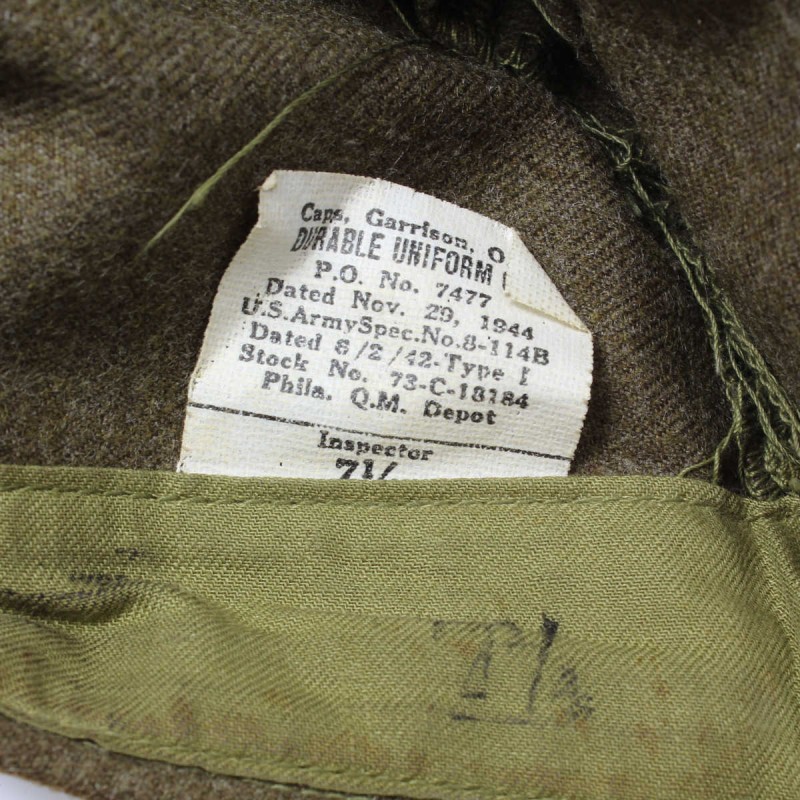 Caps, Garrison, O
DURABLE UNIFORM
P.O. No. 7477
Dated Nov. 29, 1944
U.S.ArmySpec.No.8-114B
Dated 8/2/42-Type I
Stock No. 73-C-18184
Phila. Q.M. Depot
Inspector